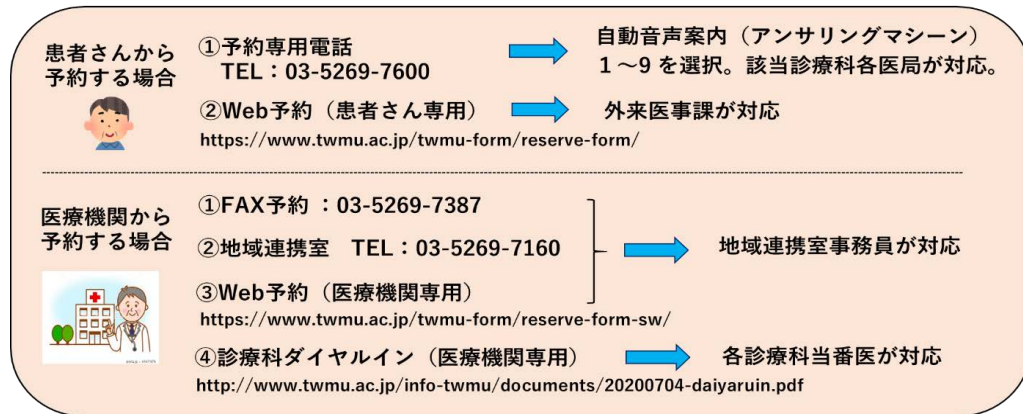 患者さんから
予約する場合
①予約専用電話
TEL：03-5269-7600
自動音声案内（アンサリングマシーン）
1～9 を選択。該当診療科各医局が対応。
②Web予約（患者さん専用）
外来医事課が対応
https://www.twmu.ac.jp/twmu-form/reserve-form/
医療機関から
予約する場合
①FAX予約 ：03-5269-7387
②地域連携室　TEL：03-5269-7160
③Web予約（医療機関専用）
https://www.twmu.ac.jp/twmu-form/reserve-form-sw/
地域連携室事務員が対応
④診療科ダイヤルイン（医療機関専用）
各診療科当番医が対応
http://www.twmu.ac.jp/info-twmu/documents/20200704-daiyaruin.pdf